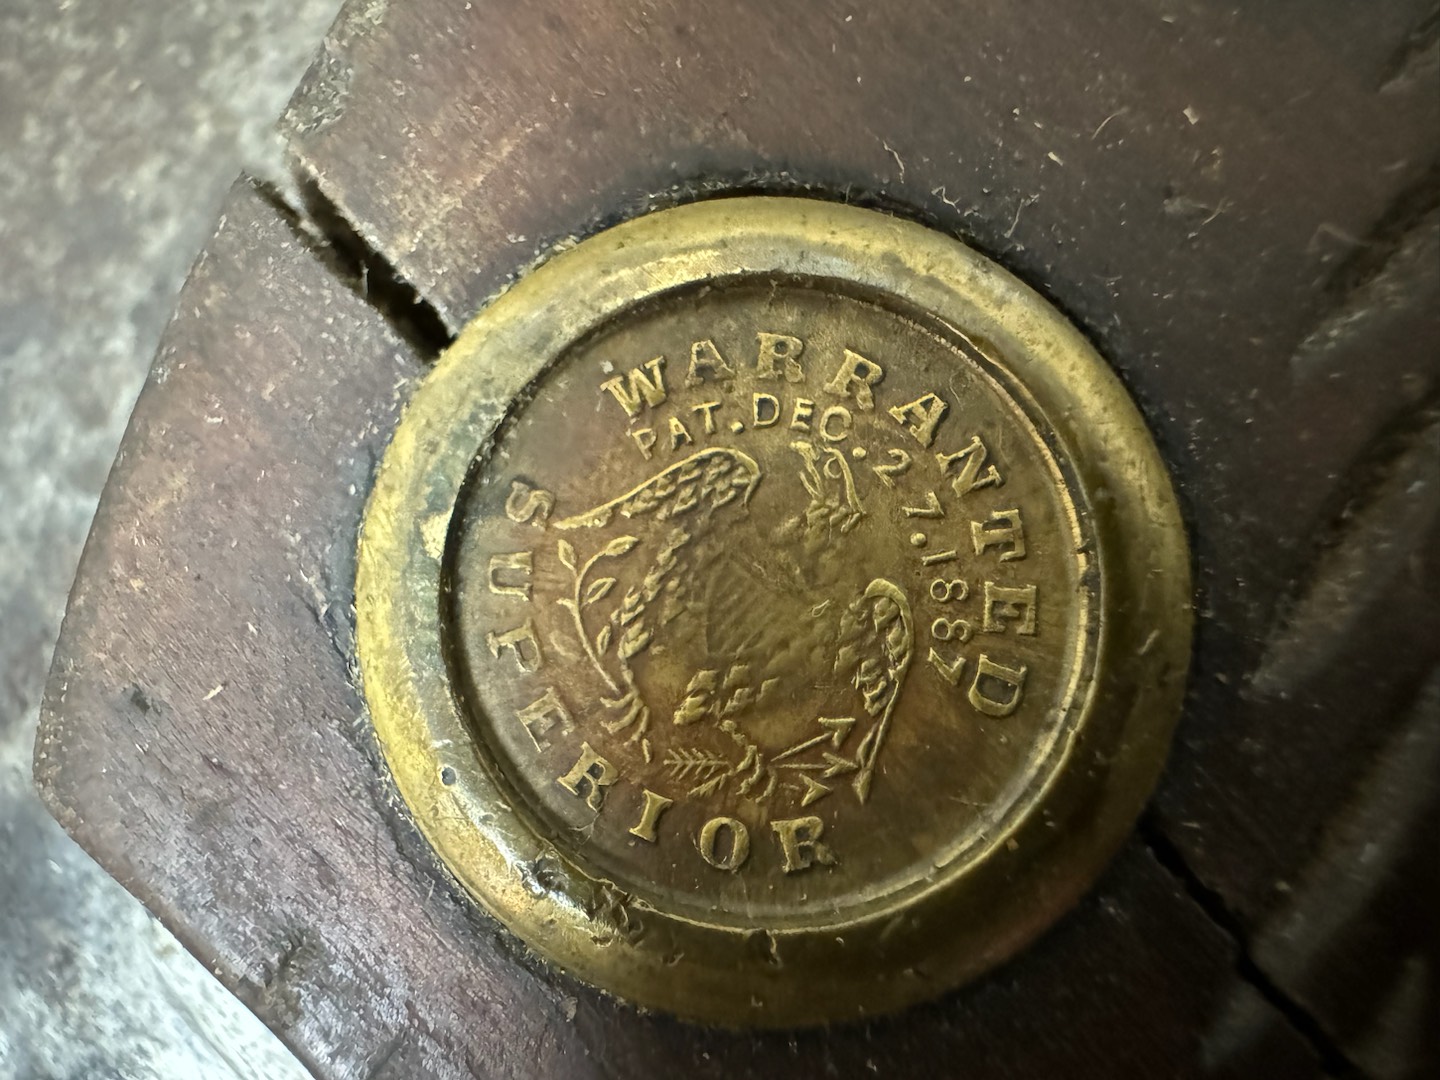 WARRANTED
PAT. DEC. 27. 1887
SUPERIOR